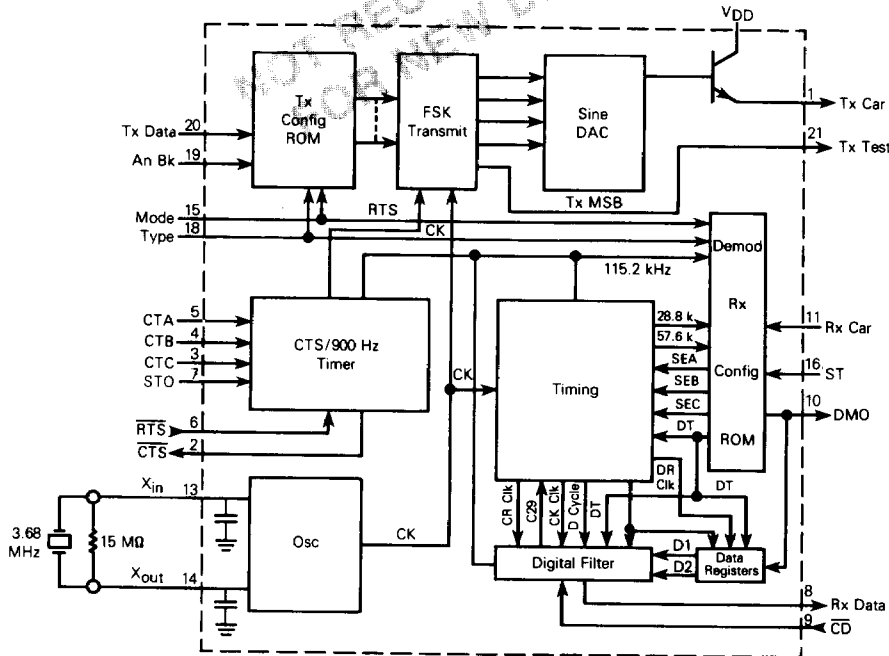 NOT REC
FOR NEW D
VDD
Tx
Config
ROM
FSK
Transmit
Sine
DAC
1
Tx Car
21
Tx Test
Tx Data 20
An Bk 19
Tx MSB
Mode 15
Type 18
RTS
CK
115.2 kHz
Demod
Rx
Config
ROM
CTA 5
CTB 4
CTC 3
STO 7
CTS/900 Hz
Timer
CK
Timing
28.8 k
57.6 k
SEA
SEB
SEC
DT
11
Rx Car
16
ST
10
DMO
RTS 6
CTS 2
DR
Clk
DT
Xin 13
3.68
MHz
15 MΩ
Xout 14
Osc
CK
CR Clk
C29
CK Clk
D Cycle
DT
Digital Filter
D1
D2
Data
Registers
8
Rx Data
9
CD